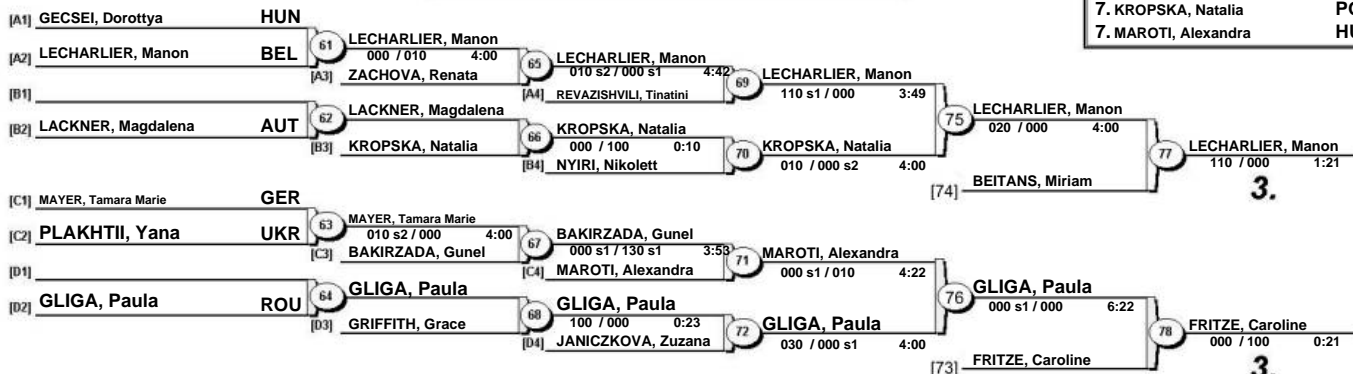 7. KROPSKA, Natalia
7. MAROTI, Alexandra HU
[A1] GECSEI, Dorottya HUN
[A2] LECHARLIER, Manon BEL
61
LECHARLIER, Manon
000 / 010 4:00
[A3] ZACHOVA, Renata
65
LECHARLIER, Manon
010 s2 / 000 s1 4:42
[A4] REVAZISHVILI, Tinatini
69
LECHARLIER, Manon
110 s1 / 000 3:49
[B1]
[B2] LACKNER, Magdalena AUT
62
LACKNER, Magdalena
[B3] KROPSKA, Natalia
66
KROPSKA, Natalia
000 / 100 0:10
[B4] NYIRI, Nikolett
70
KROPSKA, Natalia
010 / 000 s2 4:00
75
LECHARLIER, Manon
020 / 000 4:00
[74] BEITANS, Miriam
77
LECHARLIER, Manon
110 / 000 1:21
3.
[C1] MAYER, Tamara Marie GER
[C2] PLAKHTII, Yana UKR
63
MAYER, Tamara Marie
010 s2 / 000 4:00
[C3] BAKIRZADA, Gunel
67
BAKIRZADA, Gunel
000 s1 / 130 s1 3:53
[C4] MAROTI, Alexandra
71
MAROTI, Alexandra
000 s1 / 010 4:22
[D1]
[D2] GLIGA, Paula ROU
64
GLIGA, Paula
[D3] GRIFFITH, Grace
68
GLIGA, Paula
100 / 000 0:23
[D4] JANICZKOVA, Zuzana
72
GLIGA, Paula
030 / 000 s1 4:00
76
GLIGA, Paula
000 s1 / 000 6:22
[73] FRITZE, Caroline
78
FRITZE, Caroline
000 / 100 0:21
3.